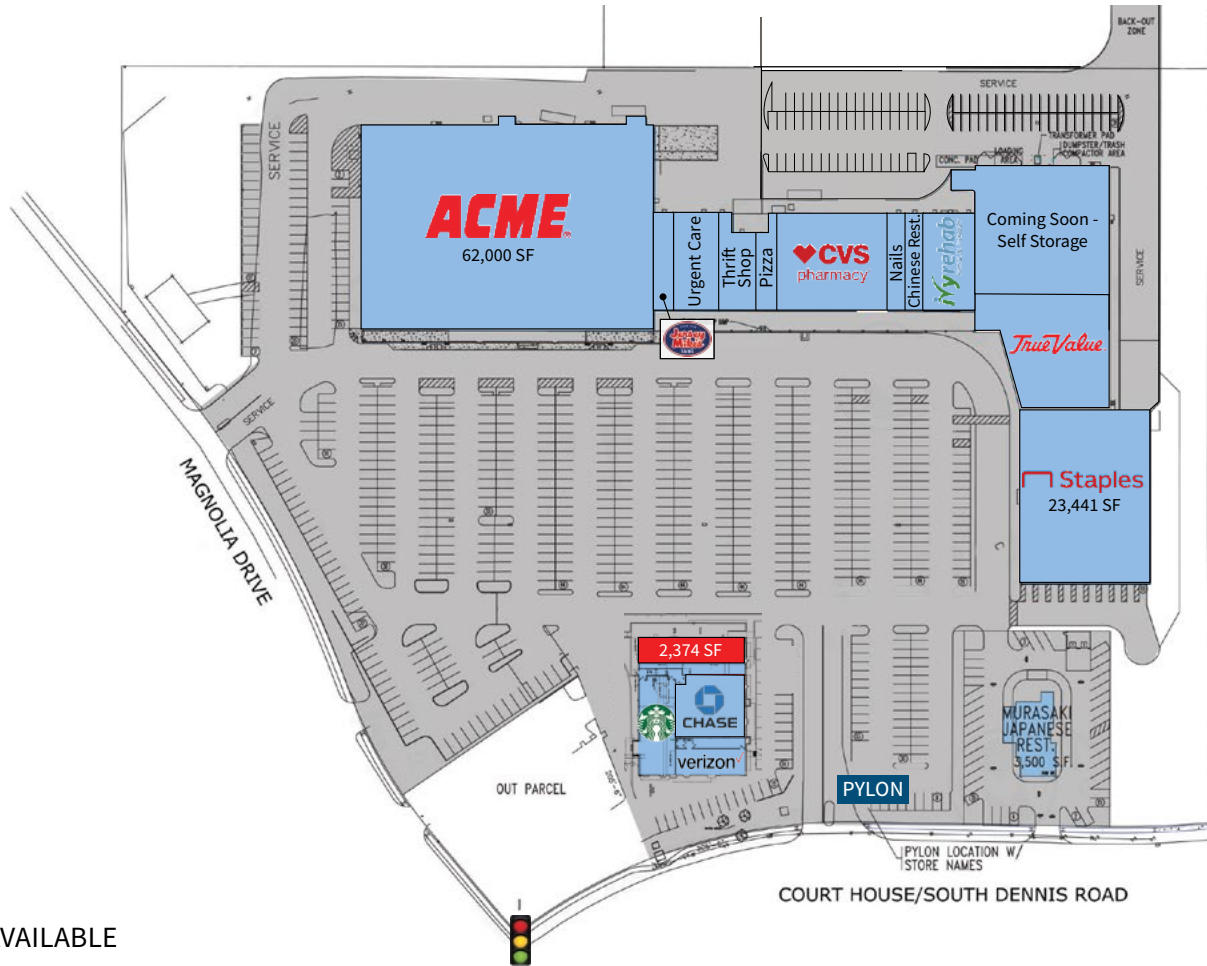 BACK-OUT
ZONE
SERVICE
SERVICE
TRANSFORMER PAD
DUMPSTER/TRASH
COMPACTOR AREA
LOADING
AREA
CONC. PAD
ACME
62,000 SF
Urgent Care
Thrift
Shop
Pizza
CVS
pharmacy
Nails
Chinese Rest.
ivyrehab
Coming Soon -
Self Storage
SERVICE
Jersey
Mike's
SUBS
TrueValue
SERVICE
MAGNOLIA DRIVE
Staples
23,441 SF
2,374 SF
CHASE
verizon
MURASAKI
JAPANESE
REST.
3,500 S.F.
OUT PARCEL
PYLON
PYLON LOCATION W/
STORE NAMES
COURT HOUSE/SOUTH DENNIS ROAD
VAILABLE